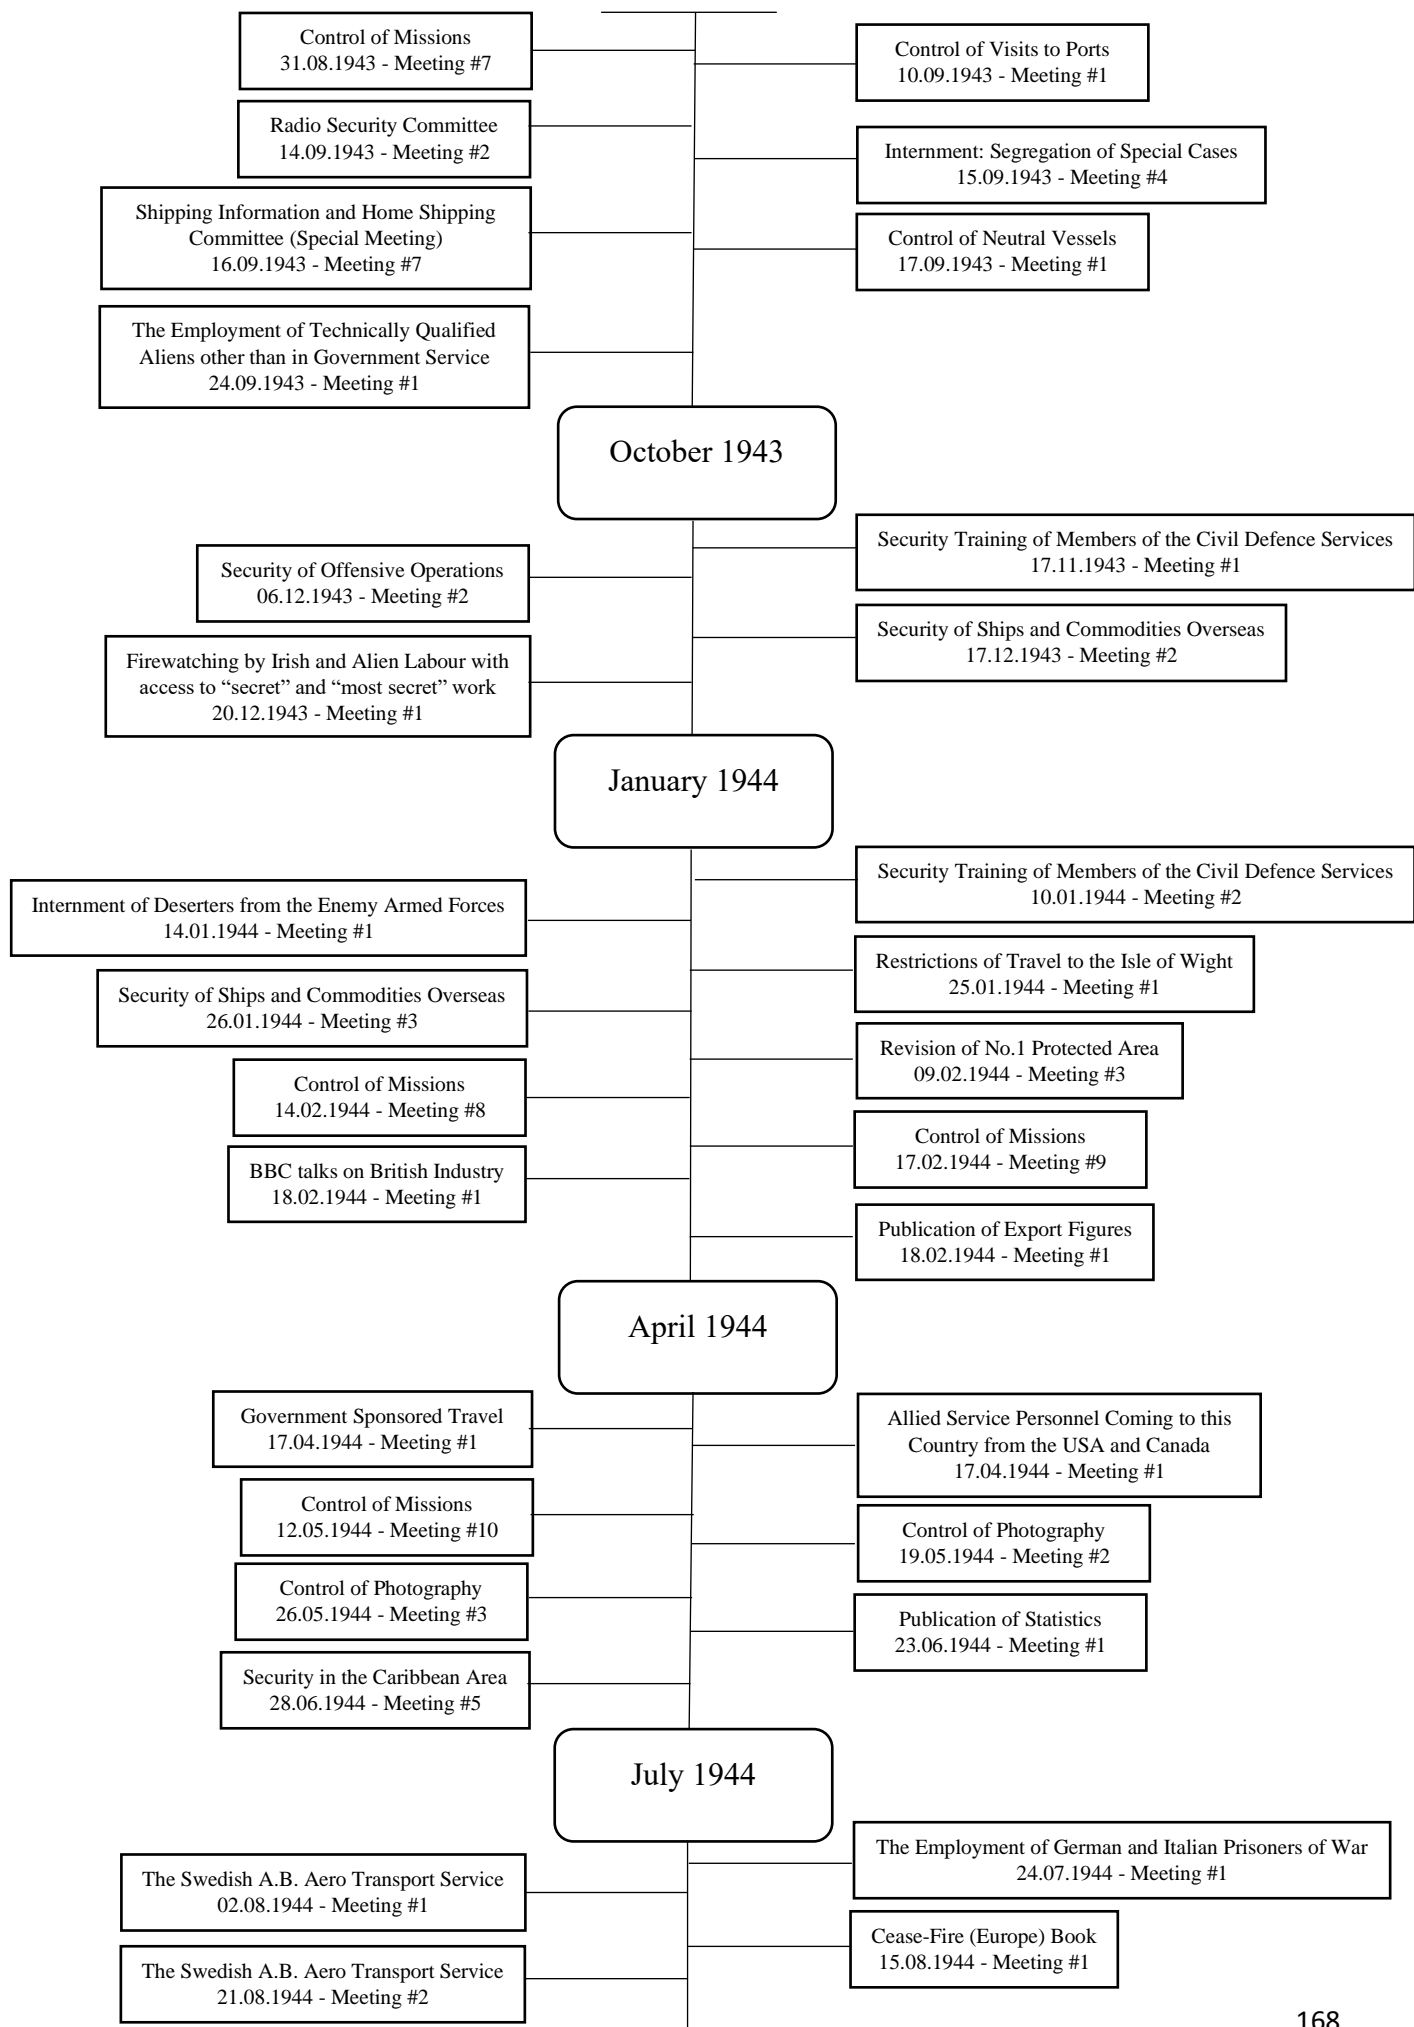 Control of Missions
31.08.1943 - Meeting #7
Control of Visits to Ports
10.09.1943 - Meeting #1
Radio Security Committee
14.09.1943 - Meeting #2
Internment: Segregation of Special Cases
15.09.1943 - Meeting #4
Shipping Information and Home Shipping
Committee (Special Meeting)
16.09.1943 - Meeting #7
Control of Neutral Vessels
17.09.1943 - Meeting #1
The Employment of Technically Qualified
Aliens other than in Government Service
24.09.1943 - Meeting #1
October 1943
Security Training of Members of the Civil Defence Services
17.11.1943 - Meeting #1
Security of Offensive Operations
06.12.1943 - Meeting #2
Security of Ships and Commodities Overseas
17.12.1943 - Meeting #2
Firewatching by Irish and Alien Labour with
access to “secret” and “most secret” work
20.12.1943 - Meeting #1
January 1944
Security Training of Members of the Civil Defence Services
10.01.1944 - Meeting #2
Internment of Deserters from the Enemy Armed Forces
14.01.1944 - Meeting #1
Restrictions of Travel to the Isle of Wight
25.01.1944 - Meeting #1
Security of Ships and Commodities Overseas
26.01.1944 - Meeting #3
Revision of No.1 Protected Area
09.02.1944 - Meeting #3
Control of Missions
14.02.1944 - Meeting #8
Control of Missions
17.02.1944 - Meeting #9
BBC talks on British Industry
18.02.1944 - Meeting #1
Publication of Export Figures
18.02.1944 - Meeting #1
April 1944
Government Sponsored Travel
17.04.1944 - Meeting #1
Allied Service Personnel Coming to this
Country from the USA and Canada
17.04.1944 - Meeting #1
Control of Missions
12.05.1944 - Meeting #10
Control of Photography
19.05.1944 - Meeting #2
Control of Photography
26.05.1944 - Meeting #3
Publication of Statistics
23.06.1944 - Meeting #1
Security in the Caribbean Area
28.06.1944 - Meeting #5
July 1944
The Employment of German and Italian Prisoners of War
24.07.1944 - Meeting #1
The Swedish A.B. Aero Transport Service
02.08.1944 - Meeting #1
Cease-Fire (Europe) Book
15.08.1944 - Meeting #1
The Swedish A.B. Aero Transport Service
21.08.1944 - Meeting #2
168